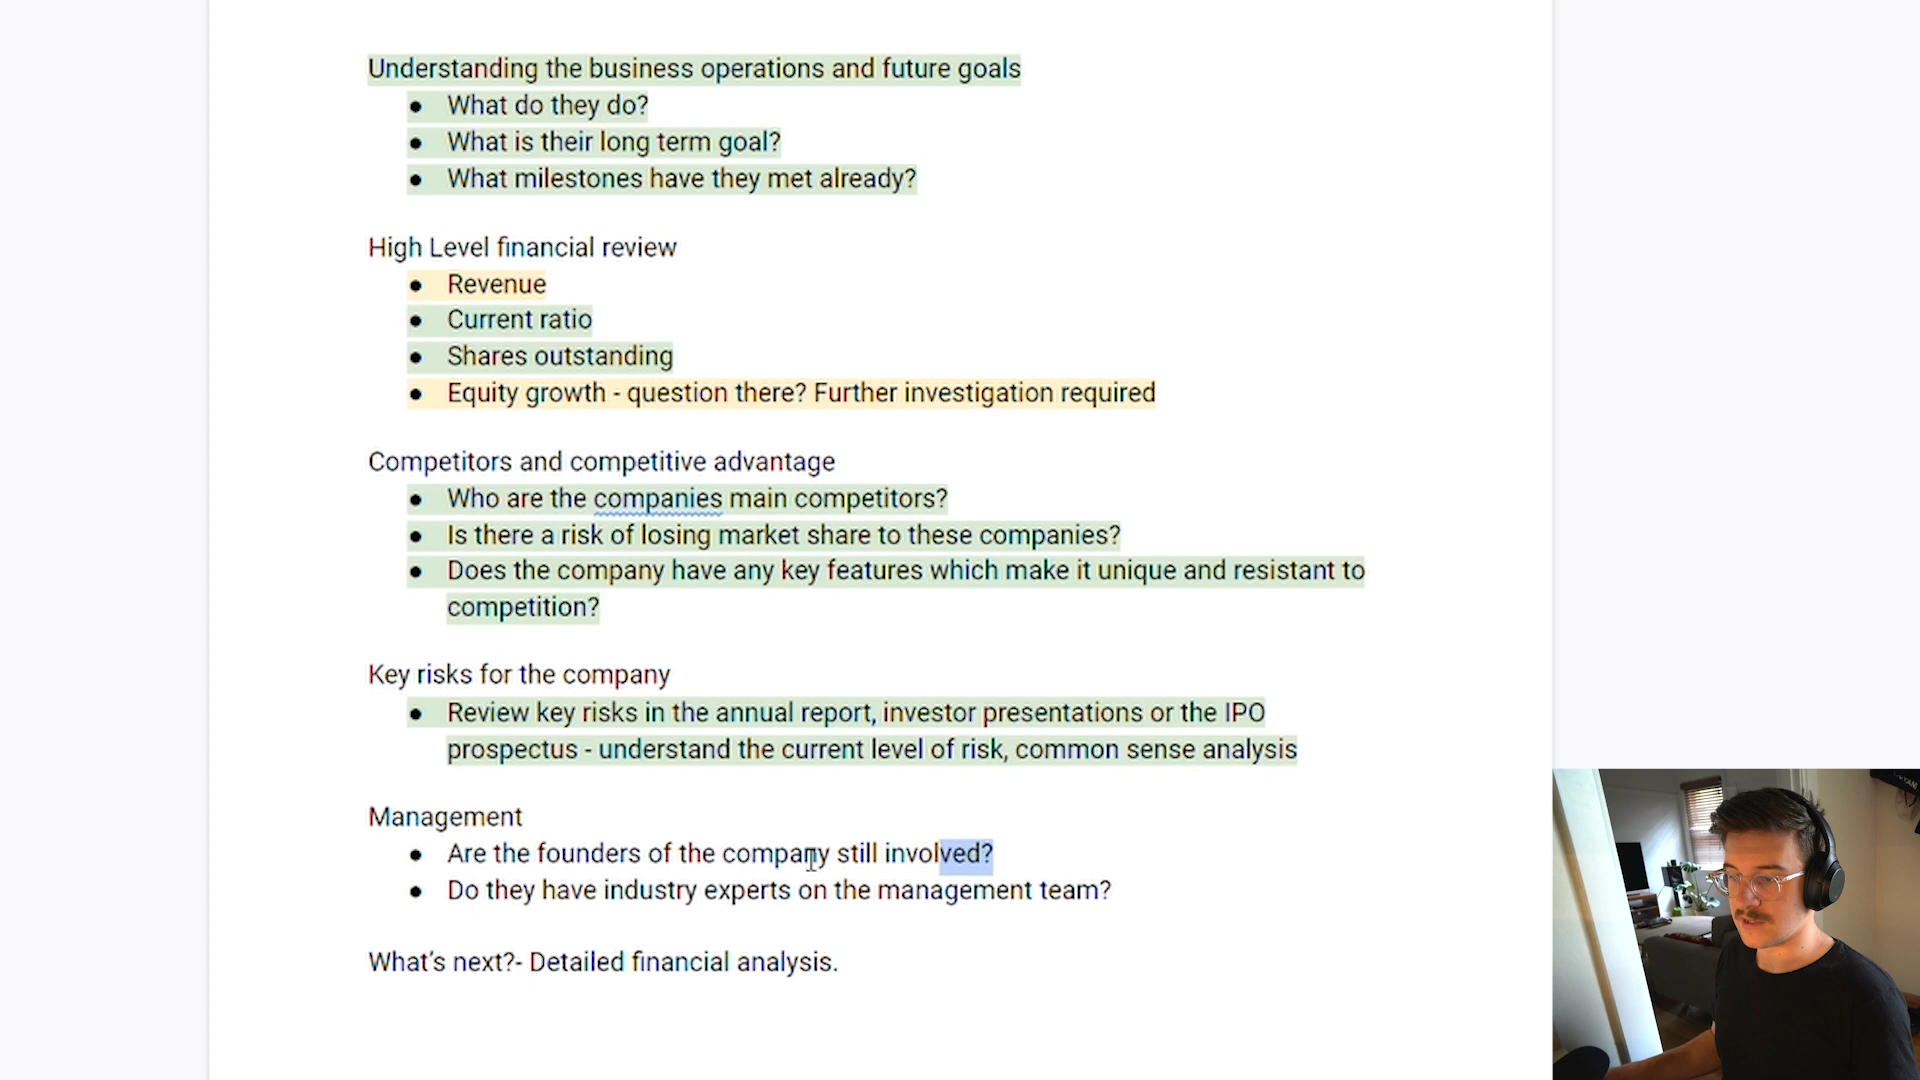 Understanding the business operations and future goals
● What do they do?
● What is their long term goal?
● What milestones have they met already?
High Level financial review
● Revenue
● Current ratio
● Shares outstanding
● Equity growth - question there? Further investigation required
Competitors and competitive advantage
● Who are the companies main competitors?
● Is there a risk of losing market share to these companies?
● Does the company have any key features which make it unique and resistant to
competition?
Key risks for the company
● Review key risks in the annual report, investor presentations or the IPO
prospectus - understand the current level of risk, common sense analysis
Management
● Are the founders of the company still involved?
● Do they have industry experts on the management team?
What's next?- Detailed financial analysis.